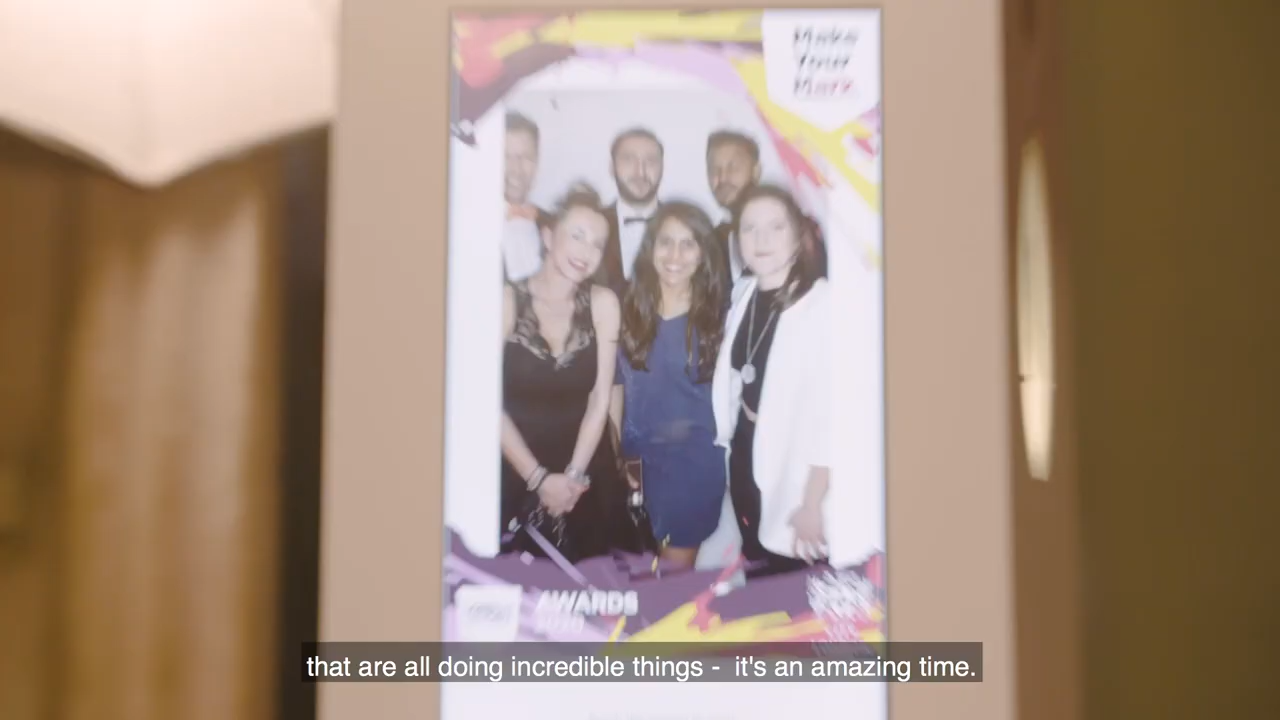 Make
Your
Mark
AWARDS
that are all doing incredible things -  it's an amazing time.